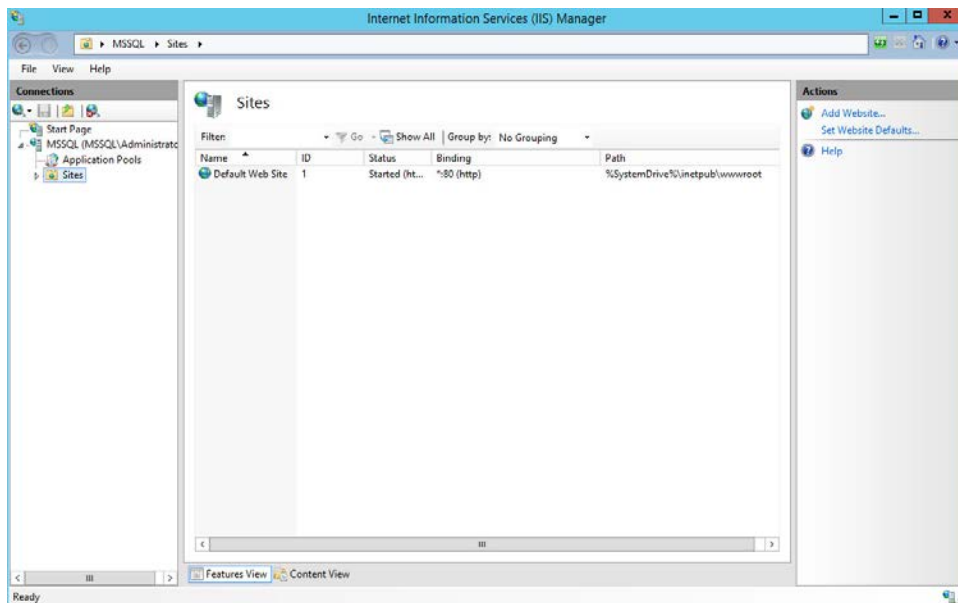 Internet Information Services (IIS) Manager
MSSQL Sites
File View Help
Connections
Start Page
MSSQL (MSSQL\Administrato
Application Pools
Sites
Sites
Filter: Go Show All Group by: No Grouping
Name ID Status Binding Path
Default Web Site 1 Started (ht... *:80 (http) %SystemDrive%\inetpub\wwwroot
Features View Content View
Actions
Add Website...
Set Website Defaults...
Help
Ready